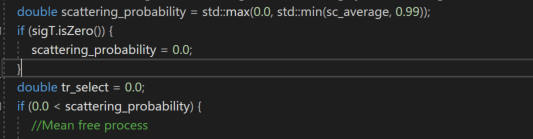 double scattering_probability = std::max(0.0, std::min(sc_average, 0.99));
if (sigT.isZero()) {
scattering_probability = 0.0;
}
double tr_select = 0.0;
if (0.0 < scattering_probability) {
//Mean free process